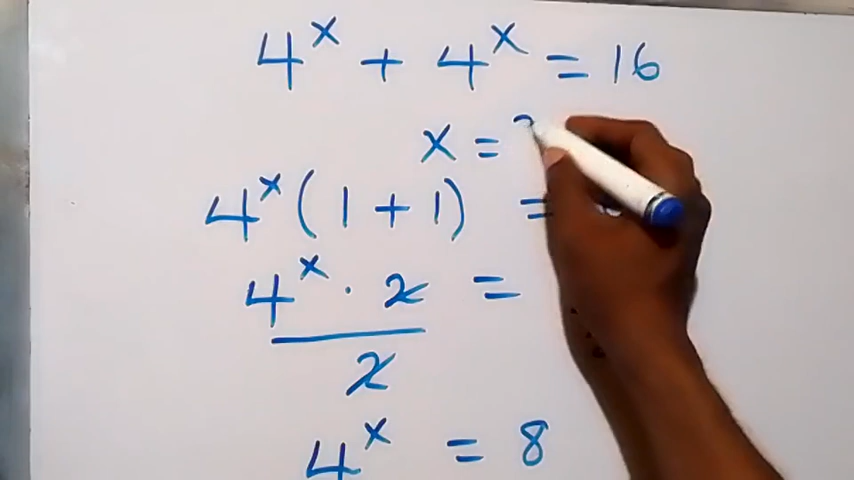 4^x + 4^x = 16
x = ?
4^x (1 + 1) =
4^x · 2 =
2
4^x = 8